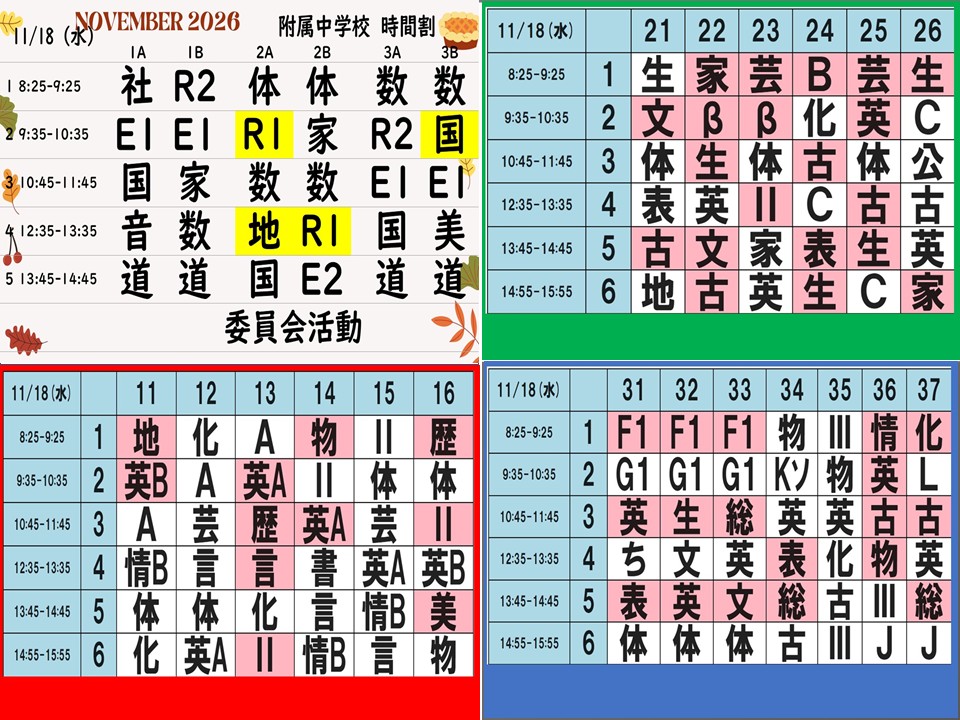 NOVEMBER 2026
11/18 (水) 附属中学校 時間割
1A 1B 2A 2B 3A 3B
1 8:25-9:25 社 R2 体 体 数 数
2 9:35-10:35 E1 E1 R1 家 R2 国
3 10:45-11:45 国 家 数 数 E1 E1
4 12:35-13:35 音 数 地 R1 国 美
5 13:45-14:45 道 道 国 E2 道 道
委員会活動
11/18(水) 21 22 23 24 25 26
8:25-9:25 1 生 家 芸 B 芸 生
9:35-10:35 2 文 β β 化 英 C
10:45-11:45 3 体 生 体 古 体 公
12:35-13:35 4 表 英 II C 古 古
13:45-14:45 5 古 文 家 表 生 英
14:55-15:55 6 地 古 英 生 C 家
11/18(水) 11 12 13 14 15 16
8:25-9:25 1 地 化 A 物 II 歴
9:35-10:35 2 英B A 英A II 体 体
10:45-11:45 3 A 芸 歴 英A 芸 II
12:35-13:35 4 情B 言 言 書 英A 英B
13:45-14:45 5 体 体 化 言 情B 美
14:55-15:55 6 化 英A II 情B 言 物
11/18(水) 31 32 33 34 35 36 37
8:25-9:25 1 F1 F1 F1 物 III 情 化
9:35-10:35 2 G1 G1 G1 Kソ 物 英 L
10:45-11:45 3 英 生 総 英 英 古 古
12:35-13:35 4 ち 文 英 表 化 物 英
13:45-14:45 5 表 英 文 総 古 III 総
14:55-15:55 6 体 体 体 古 III J J